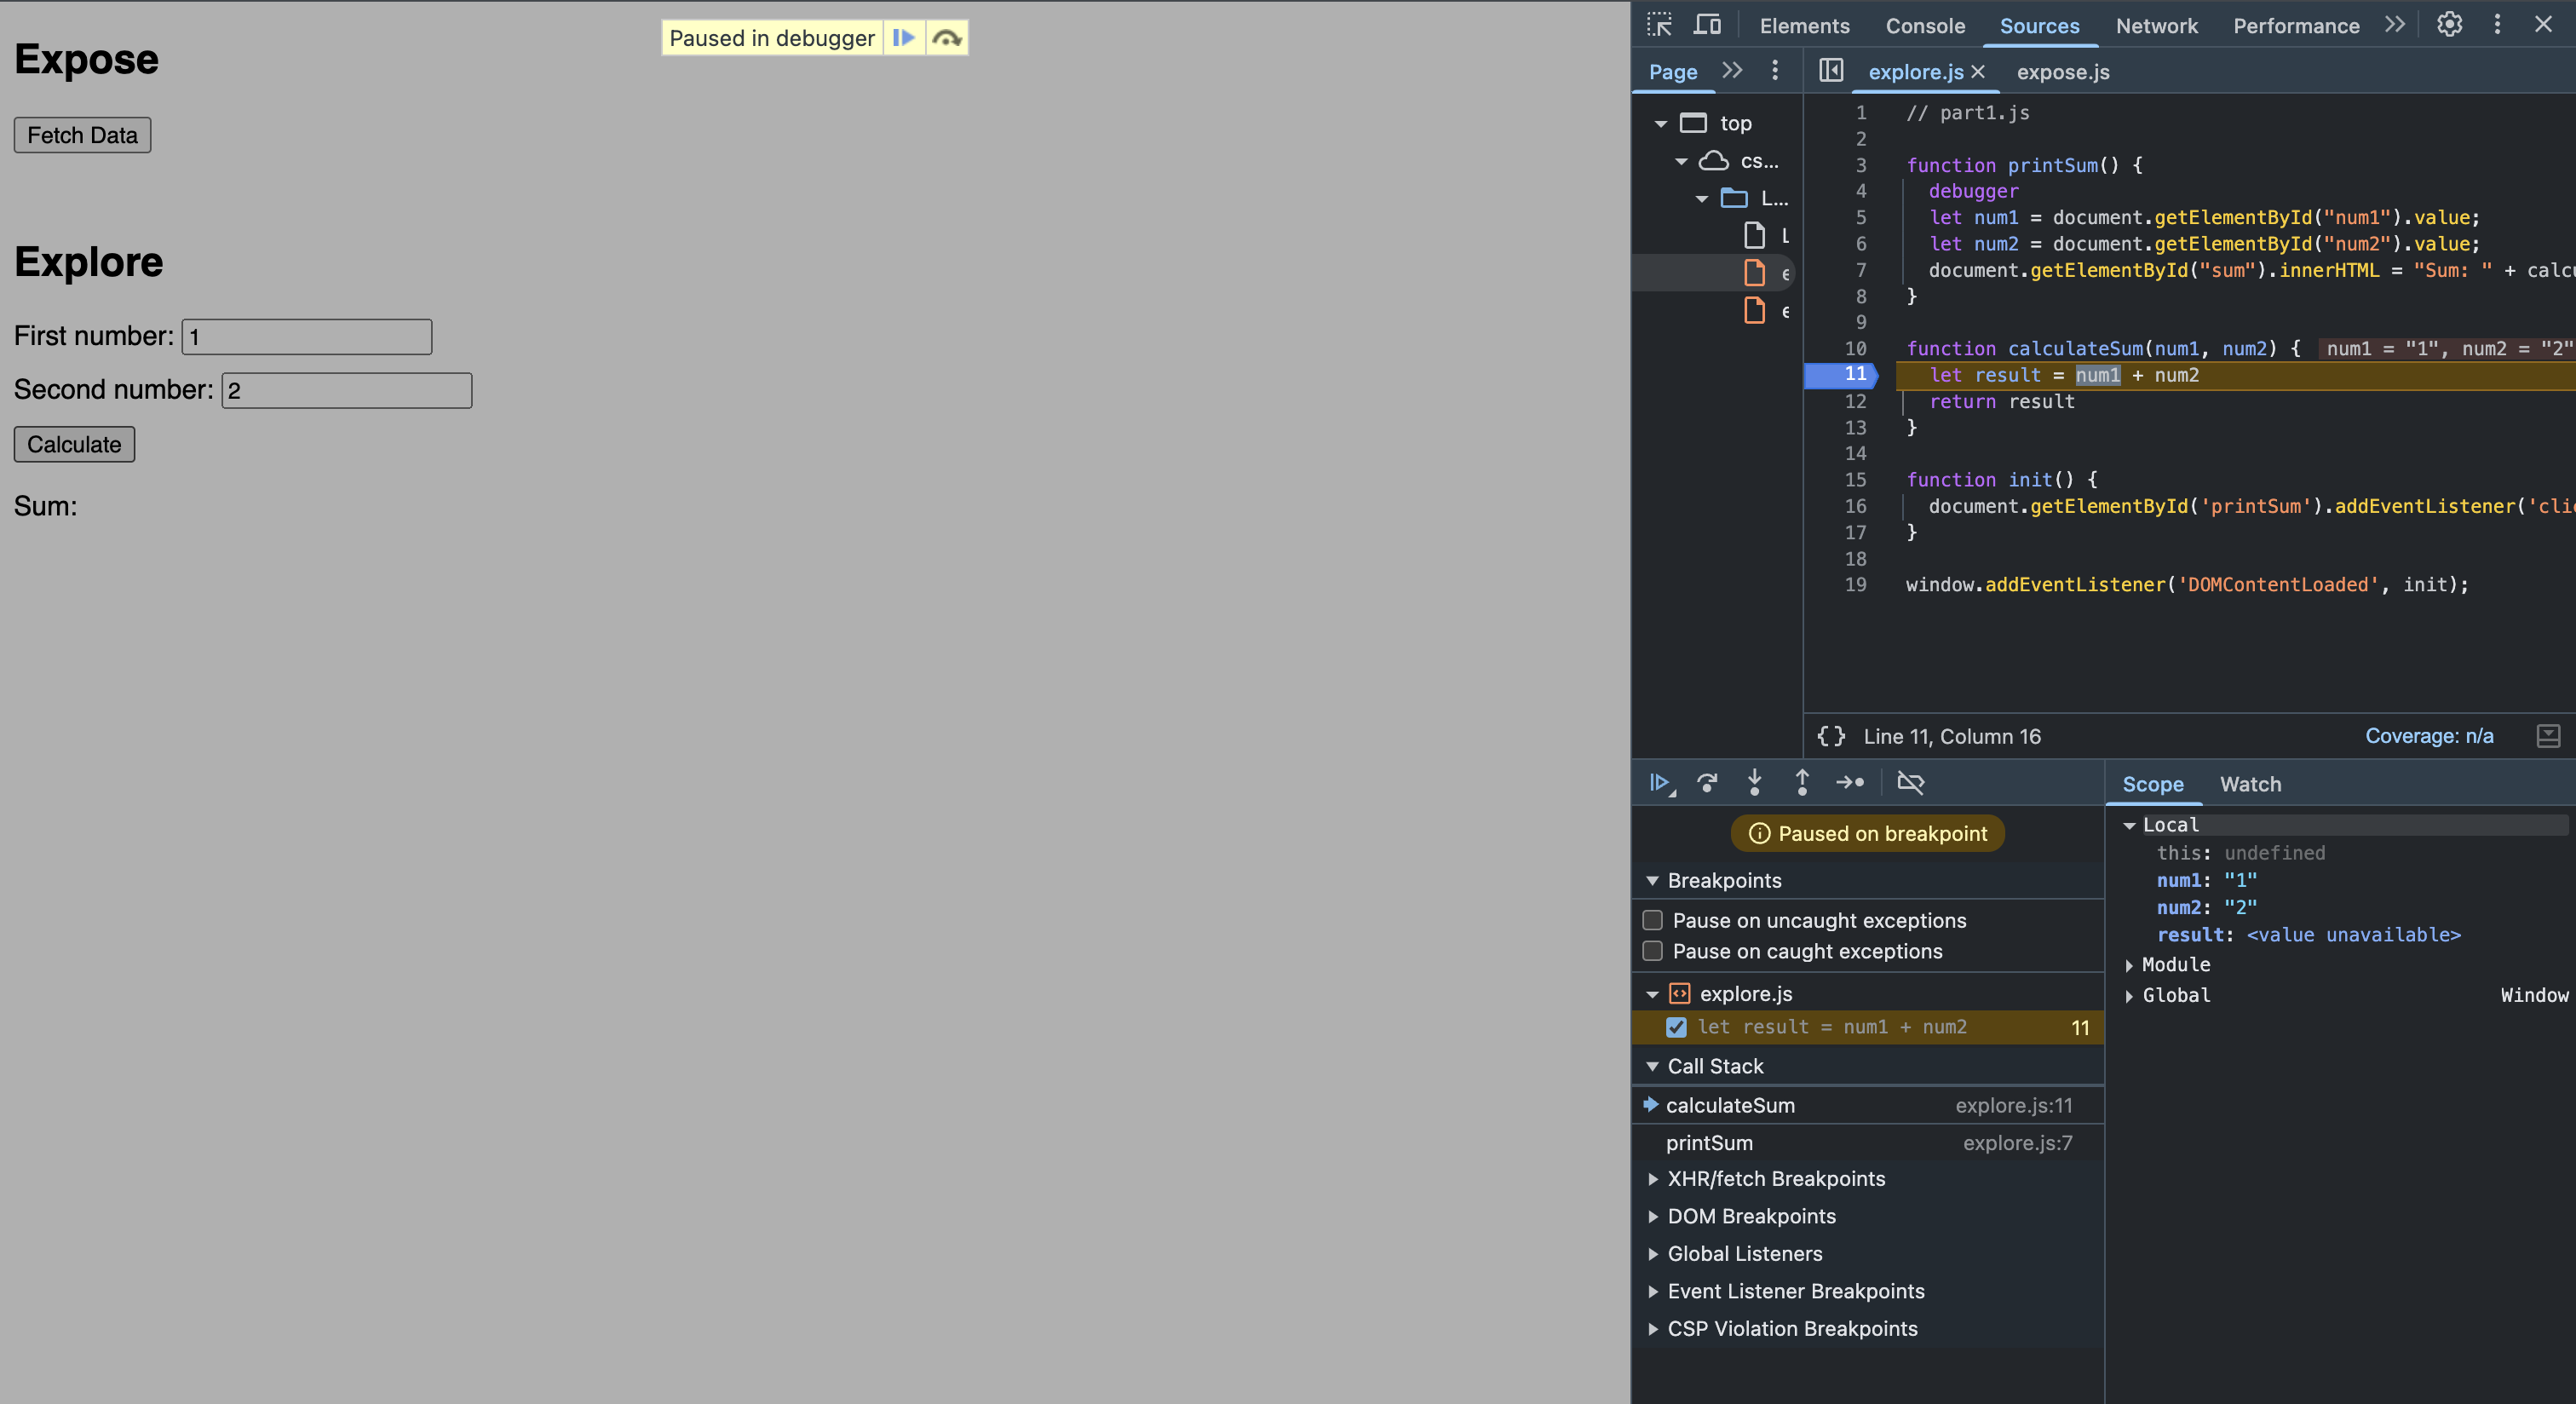 Expose
Paused in debugger
Fetch Data
Explore
First number: 1
Second number: 2
Calculate
Sum:
Elements Console Sources Network Performance
Page
explore.js expose.js
top
cs...
L...
L
e
e
1 // part1.js
2
3 function printSum() {
4 debugger
5 let num1 = document.getElementById("num1").value;
6 let num2 = document.getElementById("num2").value;
7 document.getElementById("sum").innerHTML = "Sum: " + calcu
8 }
9
10 function calculateSum(num1, num2) { num1 = "1", num2 = "2"
11 let result = num1 + num2
12 return result
13 }
14
15 function init() {
16 document.getElementById('printSum').addEventListener('clic
17 }
18
19 window.addEventListener('DOMContentLoaded', init);
{} Line 11, Column 16 Coverage: n/a
Paused on breakpoint
Breakpoints
Pause on uncaught exceptions
Pause on caught exceptions
explore.js
let result = num1 + num2 11
Call Stack
calculateSum explore.js:11
printSum explore.js:7
XHR/fetch Breakpoints
DOM Breakpoints
Global Listeners
Event Listener Breakpoints
CSP Violation Breakpoints
Scope Watch
Local
this: undefined
num1: "1"
num2: "2"
result: <value unavailable>
Module
Global Window